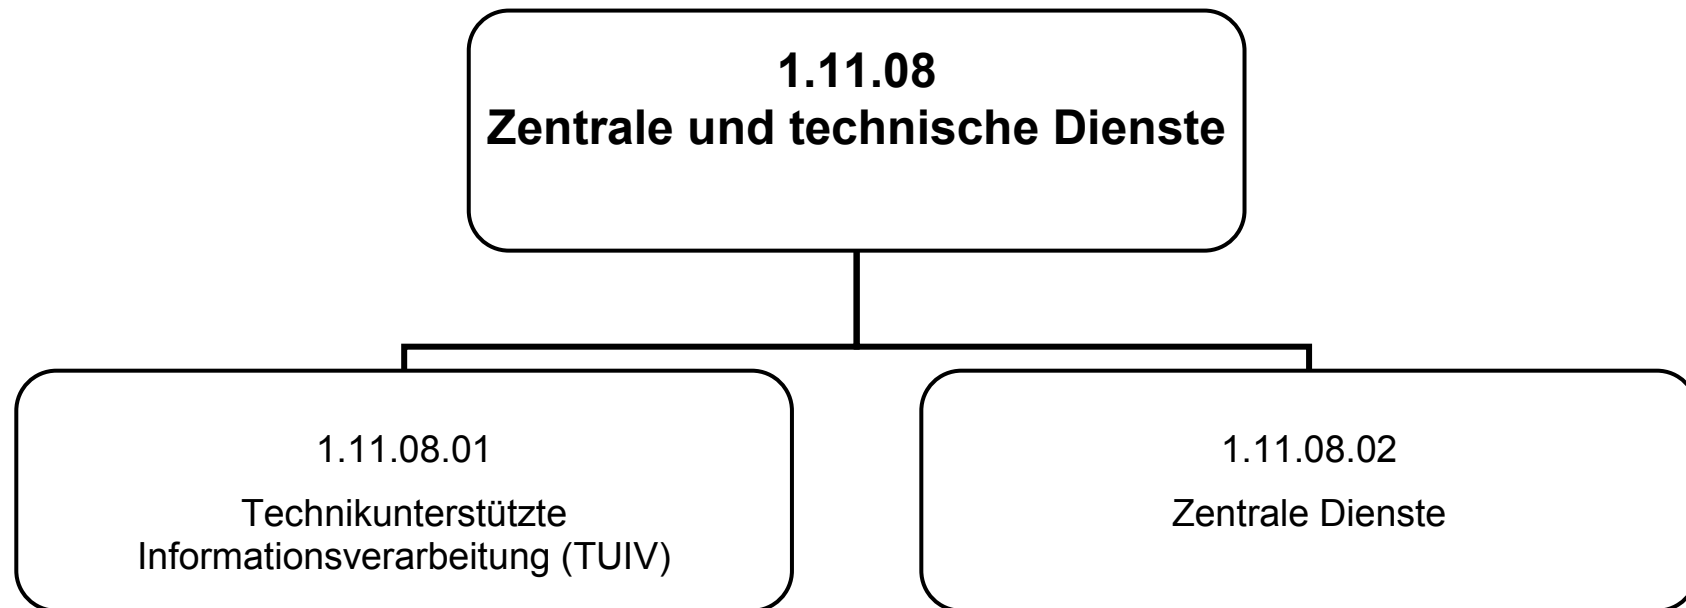 1.11.08
Zentrale und technische Dienste
1.11.08.01
Technikunterstützte
Informationsverarbeitung (TUIV)
1.11.08.02
Zentrale Dienste